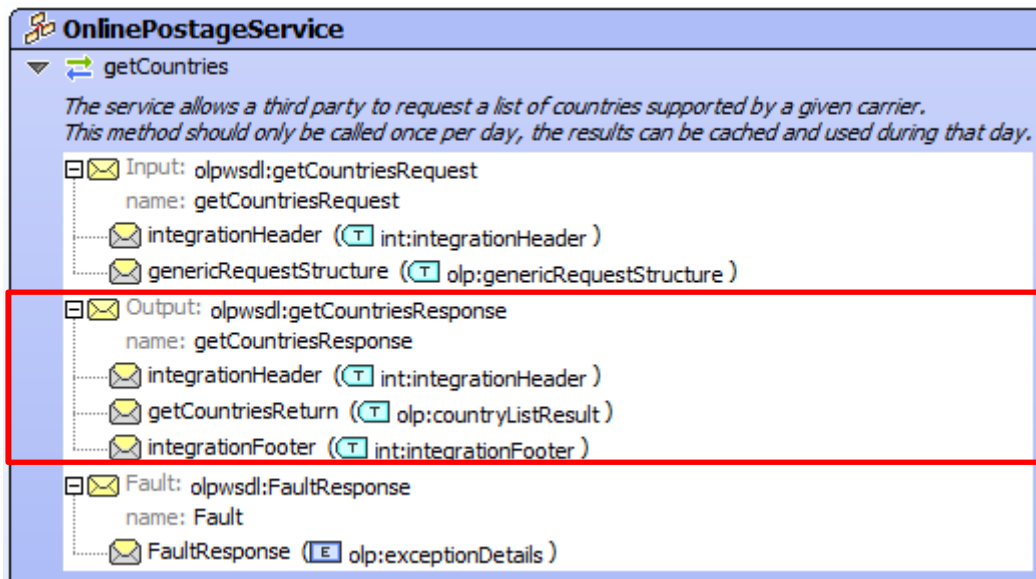 OnlinePostageService
getCountries
The service allows a third party to request a list of countries supported by a given carrier.
This method should only be called once per day, the results can be cached and used during that day.
Input: olpwsdl:getCountriesRequest
name: getCountriesRequest
integrationHeader ( T int:integrationHeader )
genericRequestStructure ( T olp:genericRequestStructure )
Output: olpwsdl:getCountriesResponse
name: getCountriesResponse
integrationHeader ( T int:integrationHeader )
getCountriesReturn ( T olp:countryListResult )
integrationFooter ( T int:integrationFooter )
Fault: olpwsdl:FaultResponse
name: Fault
FaultResponse ( E olp:exceptionDetails )